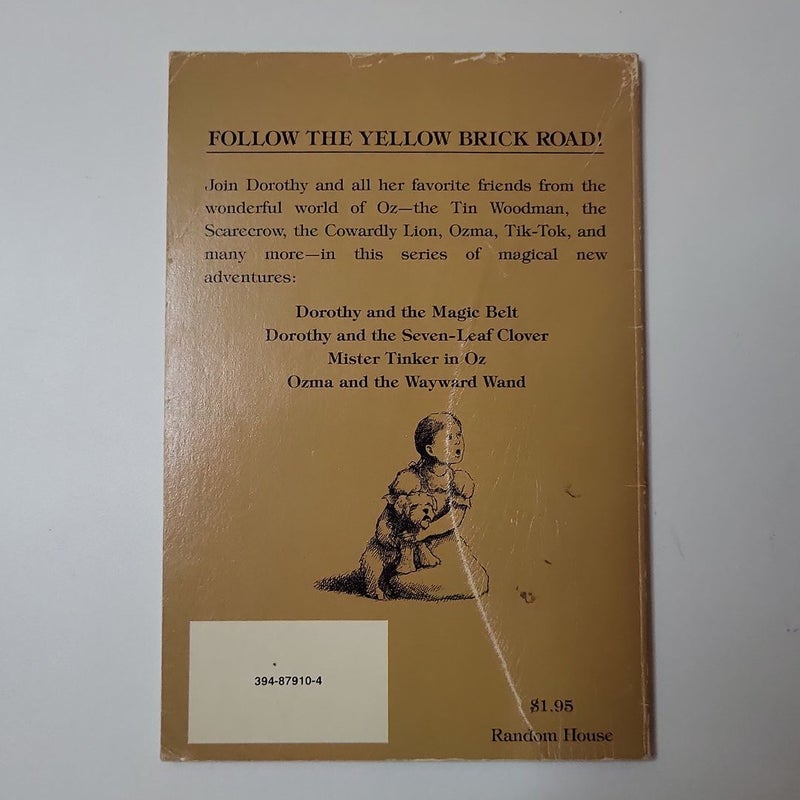 FOLLOW THE YELLOW BRICK ROAD!
Join Dorothy and all her favorite friends from the
wonderful world of Oz—the Tin Woodman, the
Scarecrow, the Cowardly Lion, Ozma, Tik-Tok, and
many more—in this series of magical new
adventures:
Dorothy and the Magic Belt
Dorothy and the Seven-Leaf Clover
Mister Tinker in Oz
Ozma and the Wayward Wand
394-87910-4
$1.95
Random House